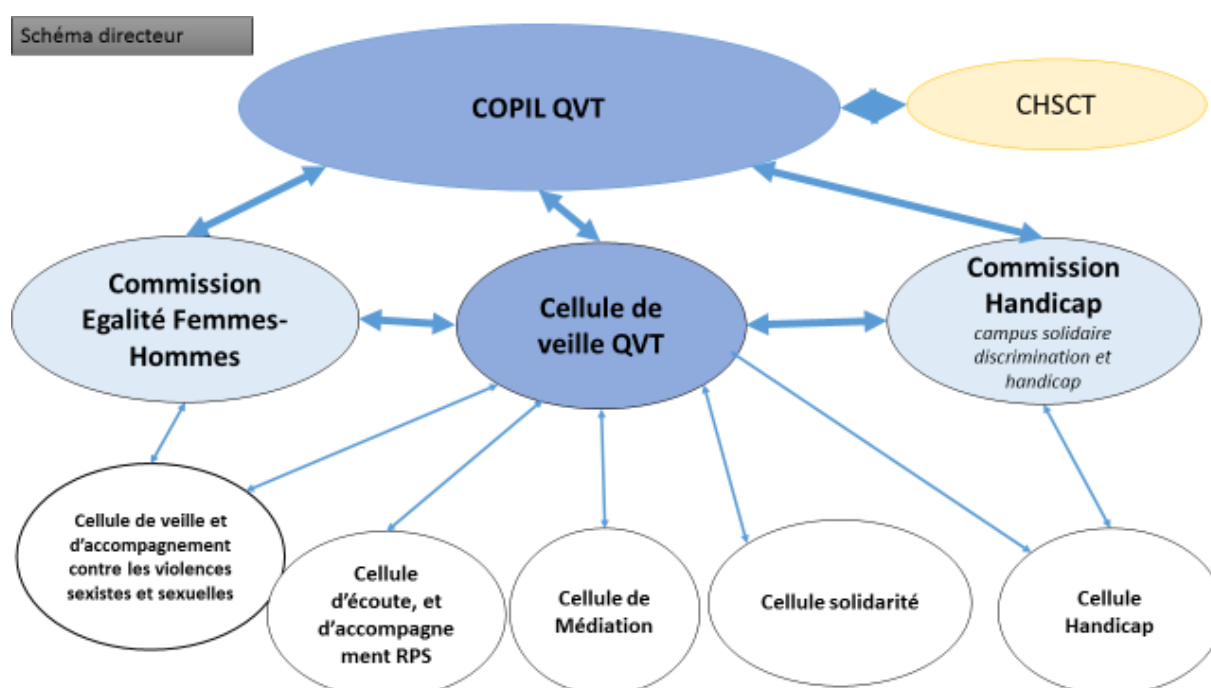 Schéma directeur
COPIL QVT
CHSCT
Commission
Egalité Femmes-
Hommes
Cellule de
veille QVT
Commission
Handicap
campus solidaire
discrimination et
handicap
Cellule de veille et
d'accompagnement
contre les violences
sexistes et sexuelles
Cellule
d'écoute, et
d'accompagne
ment RPS
Cellule de
Médiation
Cellule solidarité
Cellule
Handicap